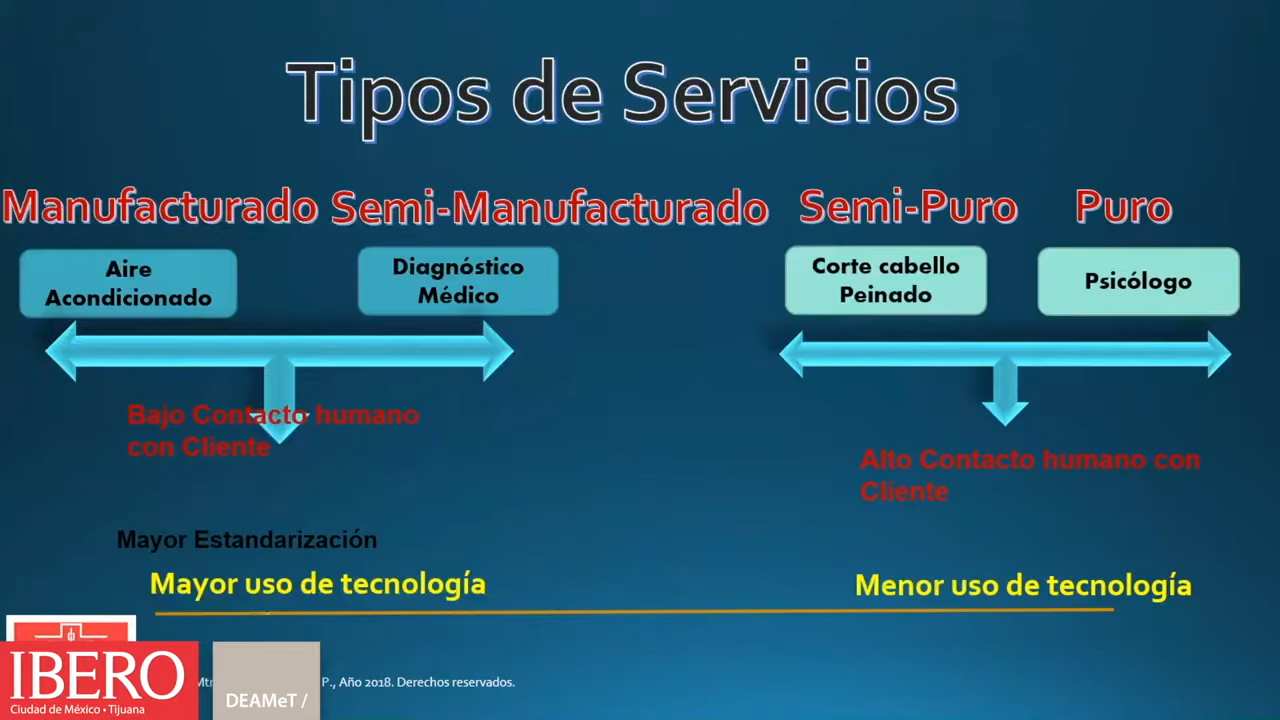 Tipos de Servicios
Manufacturado
Semi-Manufacturado
Semi-Puro
Puro
Aire
Acondicionado
Diagnóstico
Médico
Corte cabello
Peinado
Psicólogo
Bajo Contacto humano
con Cliente
Alto Contacto humano con
Cliente
Mayor Estandarización
Mayor uso de tecnología
Menor uso de tecnología
P., Año 2018. Derechos reservados.
IBERO
Ciudad de México • Tijuana
DEAMeT /